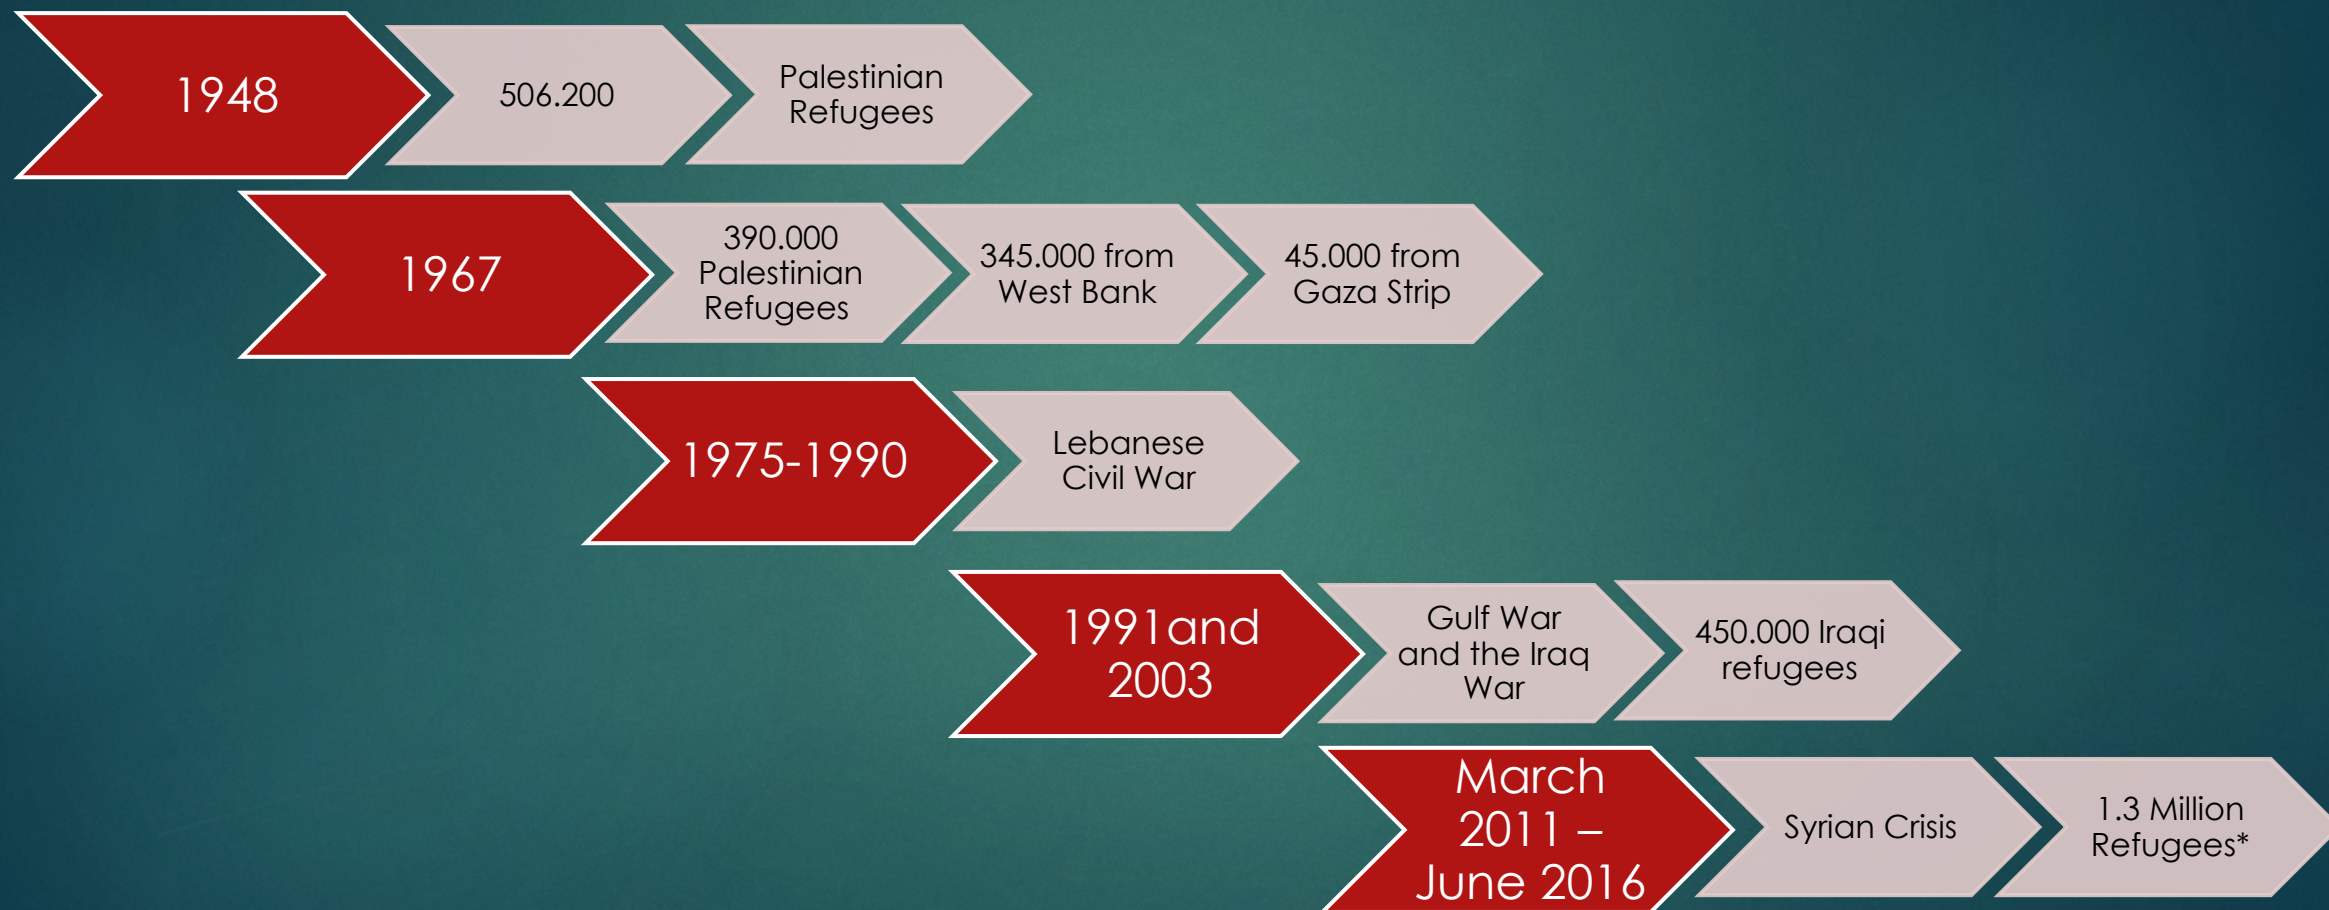 1948
506.200
Palestinian
Refugees
1967
390.000
Palestinian
Refugees
345.000 from
West Bank
45.000 from
Gaza Strip
1975-1990
Lebanese
Civil War
1991and
2003
Gulf War
and the Iraq
War
450.000 Iraqi
refugees
March
2011 –
June 2016
Syrian Crisis
1.3 Million
Refugees*